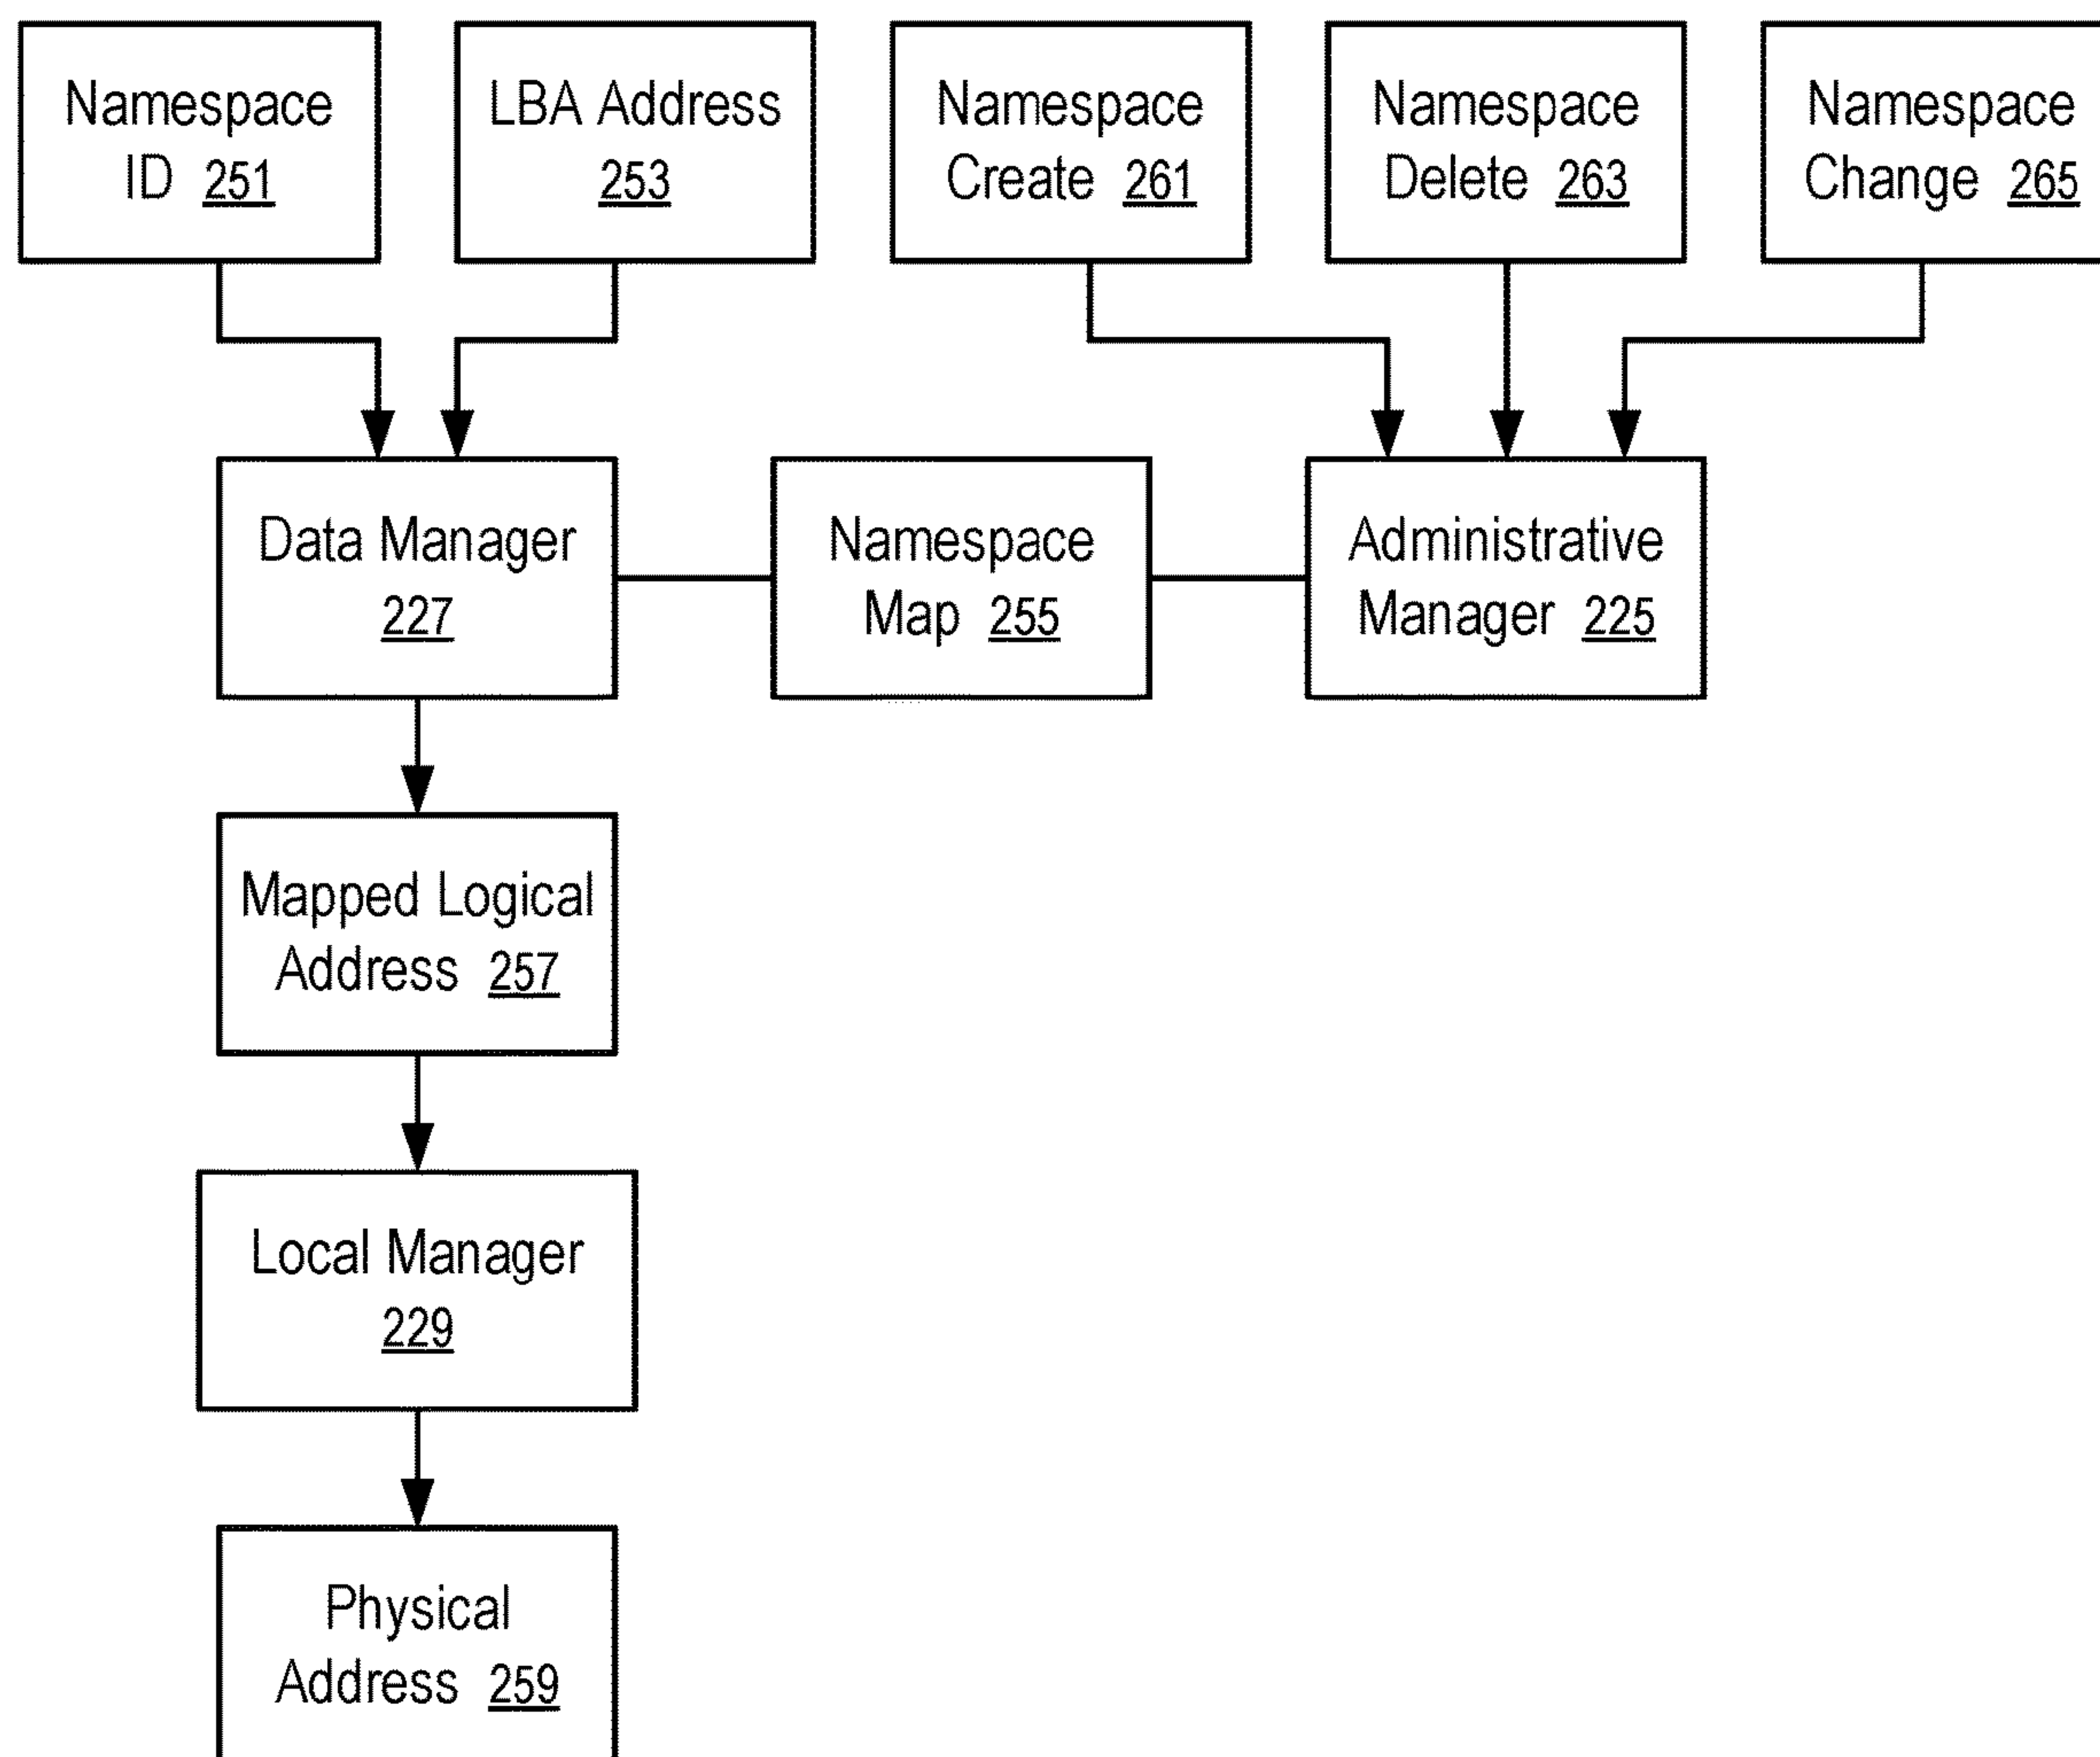 Namespace
ID 251
LBA Address
253
Namespace
Create 261
Namespace
Delete 263
Namespace
Change 265
Data Manager
227
Namespace
Map 255
Administrative
Manager 225
Mapped Logical
Address 257
Local Manager
229
Physical
Address 259